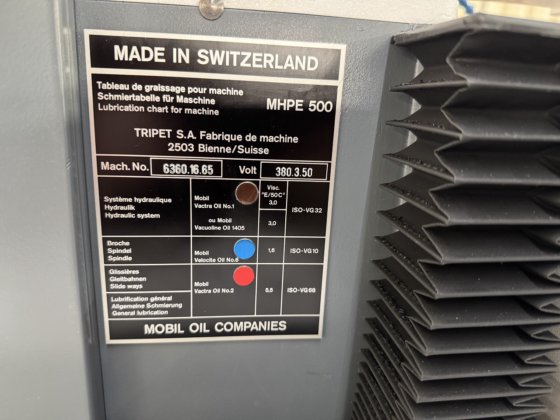 MADE IN SWITZERLAND
Tableau de graissage pour machine
Schmiertabelle für Maschine
Lubrication chart for machine
MHPE 500
TRIPET S.A. Fabrique de machine
2503 Bienne/Suisse
Mach. No. 6360.16.65 Volt 380.3.50
Visc.
°E/50C°
Système hydraulique
Hydraulik
Hydraulic system
Mobil
Vactra Oil No.1
3,0
ou Mobil
Vacuoline Oil 1405
3,0
ISO-VG32
Broche
Spindel
Spindle
Mobil
Velocite Oil No.6
1,6
ISO-VG10
Glissières
Gleitbahnen
Slide ways
Lubrification général
Allgemeine Schmierung
General lubrication
Mobil
Vactra Oil No.2
5,5
ISO-VG68
MOBIL OIL COMPANIES